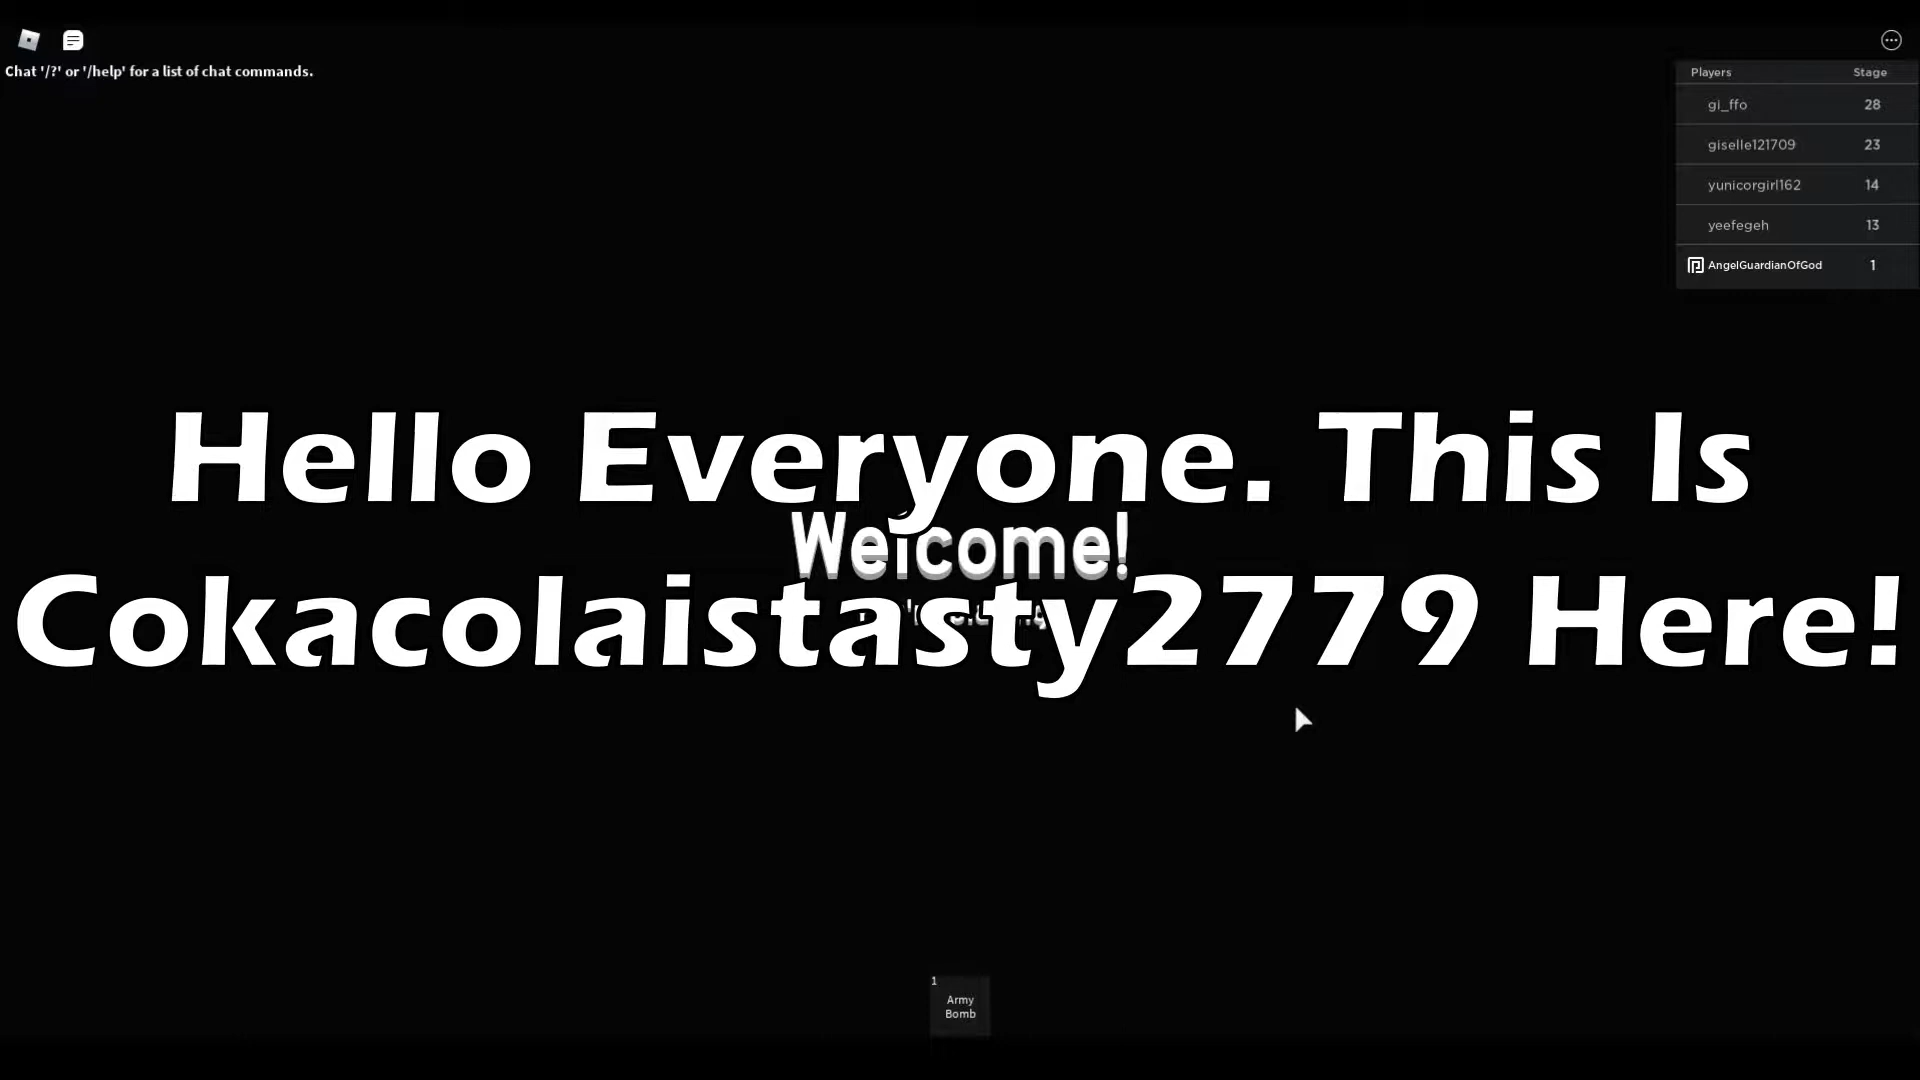 Chat '/?' or '/help' for a list of chat commands.
Players Stage
gi_ffo 28
giselle121709 23
yunicorgirl162 14
yeefegeh 13
AngelGuardianOfGod 1
Hello Everyone. This Is
Welcome!
Cokacolaistasty2779 Here!
1
Army
Bomb